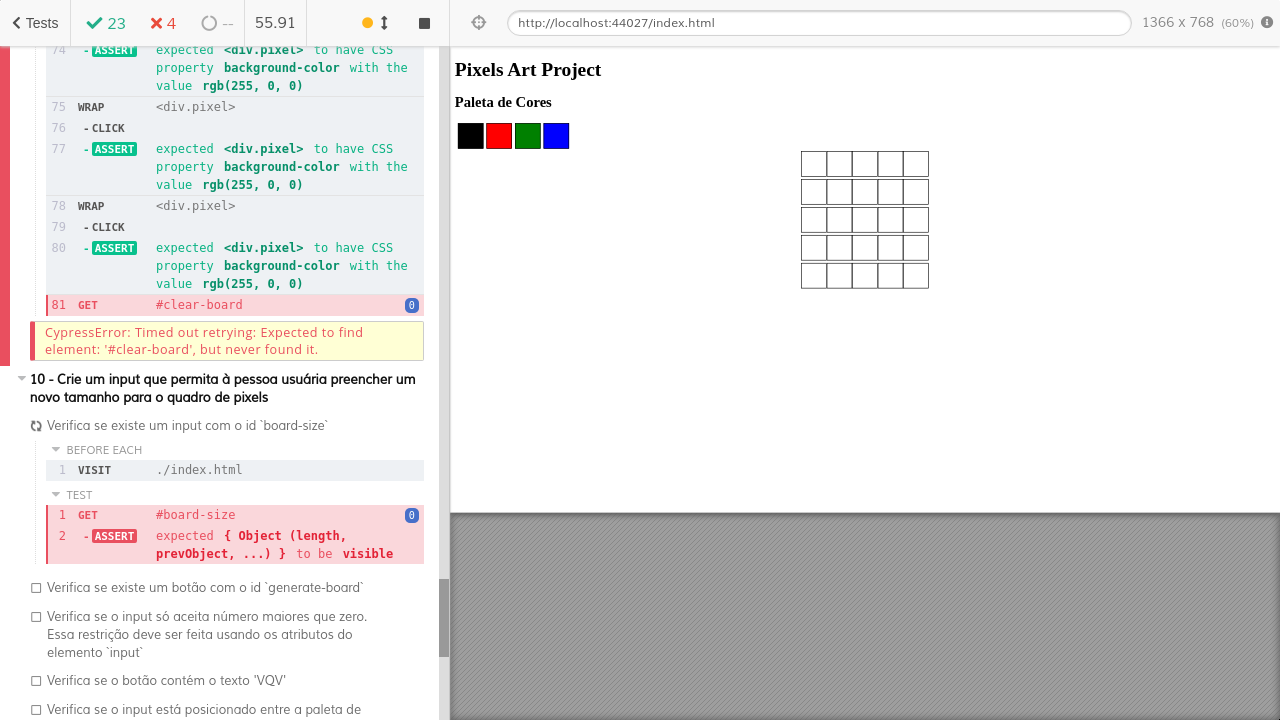 Tests
23
4
--
55.91
http://localhost:44027/index.html
1366 x 768 (60%)
74 - ASSERT expected <div.pixel> to have CSS
property background-color with the
value rgb(255, 0, 0)
75 WRAP <div.pixel>
76 - CLICK
77 - ASSERT expected <div.pixel> to have CSS
property background-color with the
value rgb(255, 0, 0)
78 WRAP <div.pixel>
79 - CLICK
80 - ASSERT expected <div.pixel> to have CSS
property background-color with the
value rgb(255, 0, 0)
81 GET #clear-board 0
CypressError: Timed out retrying: Expected to find
element: '#clear-board', but never found it.
10 - Crie um input que permita à pessoa usuária preencher um
novo tamanho para o quadro de pixels
Verifica se existe um input com o id `board-size`
BEFORE EACH
1 VISIT ./index.html
TEST
1 GET #board-size 0
2 - ASSERT expected { Object (length,
prevObject, ...) } to be visible
Verifica se existe um botão com o id `generate-board`
Verifica se o input só aceita número maiores que zero.
Essa restrição deve ser feita usando os atributos do
elemento `input`
Verifica se o botão contém o texto 'VQV'
Verifica se o input está posicionado entre a paleta de
Pixels Art Project
Paleta de Cores